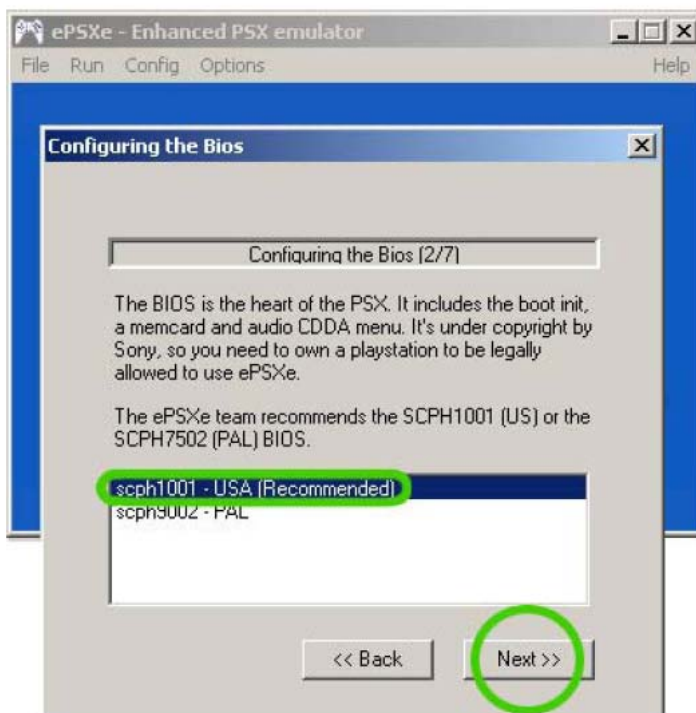 ePSXe - Enhanced PSX emulator
File Run Config Options Help
Configuring the Bios
Configuring the Bios (2/7)
The BIOS is the heart of the PSX. It includes the boot init,
a memcard and audio CDDA menu. It's under copyright by
Sony, so you need to own a playstation to be legally
allowed to use ePSXe.
The ePSXe team recommends the SCPH1001 (US) or the
SCPH7502 (PAL) BIOS.
scph1001 - USA (Recommended)
scph9002 - PAL
<< Back
Next >>